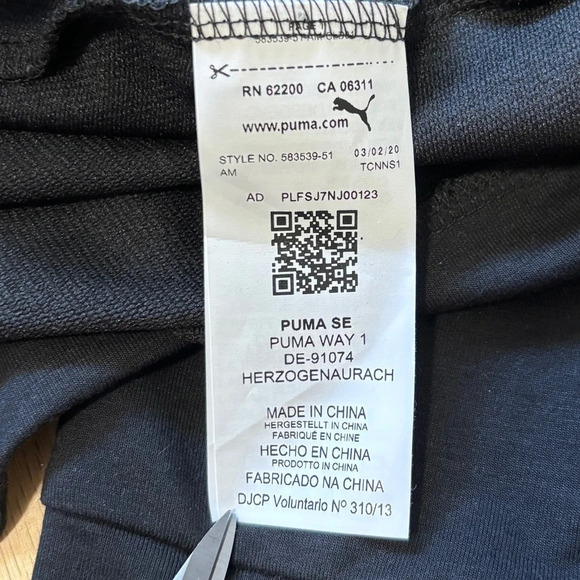 RN 62200 CA 06311
www.puma.com
STYLE NO. 583539-51 03/02/20
AM TCNNS1
AD PLFSJ7NJ00123
PUMA SE
PUMA WAY 1
DE-91074
HERZOGENAURACH
MADE IN CHINA
HERGESTELLT IN CHINA
FABRIQUÉ EN CHINE
HECHO EN CHINA
PRODOTTO IN CHINA
FABRICADO NA CHINA
DJCP Voluntario Nº 310/13